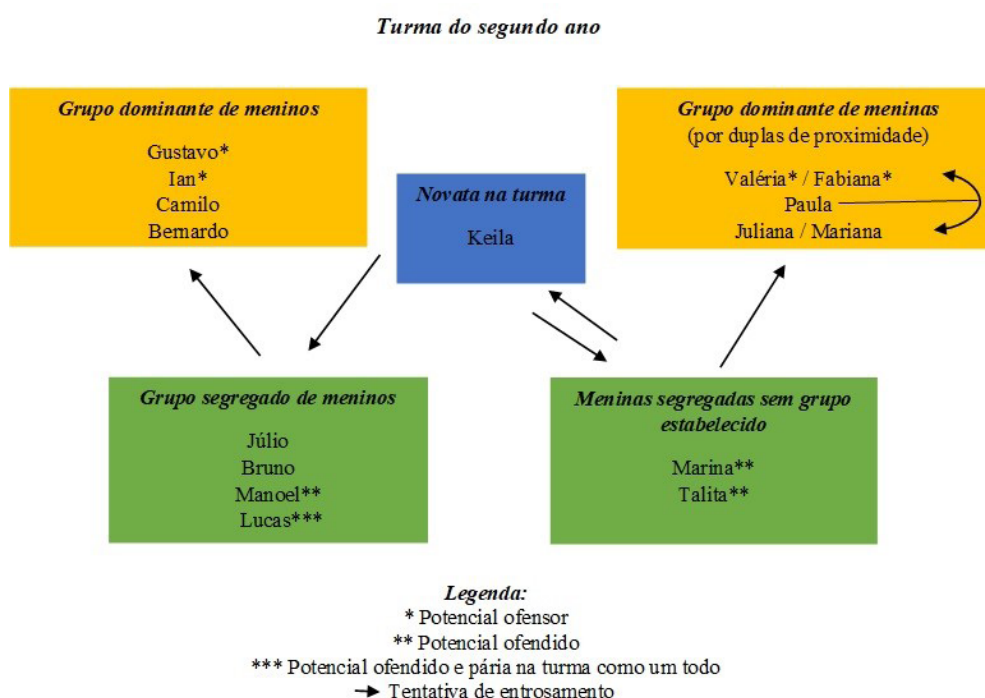 Turma do segundo ano
Grupo dominante de meninos
Gustavo*
Ian*
Camilo
Bernardo
Novata na turma
Keila
Grupo dominante de meninas
(por duplas de proximidade)
Valéria* / Fabiana*
Paula
Juliana / Mariana
Grupo segregado de meninos
Júlio
Bruno
Manoel**
Lucas***
Meninas segregadas sem grupo
estabelecido
Marina**
Talita**
Legenda:
* Potencial ofensor
** Potencial ofendido
*** Potencial ofendido e pária na turma como um todo
Tentativa de entrosamento